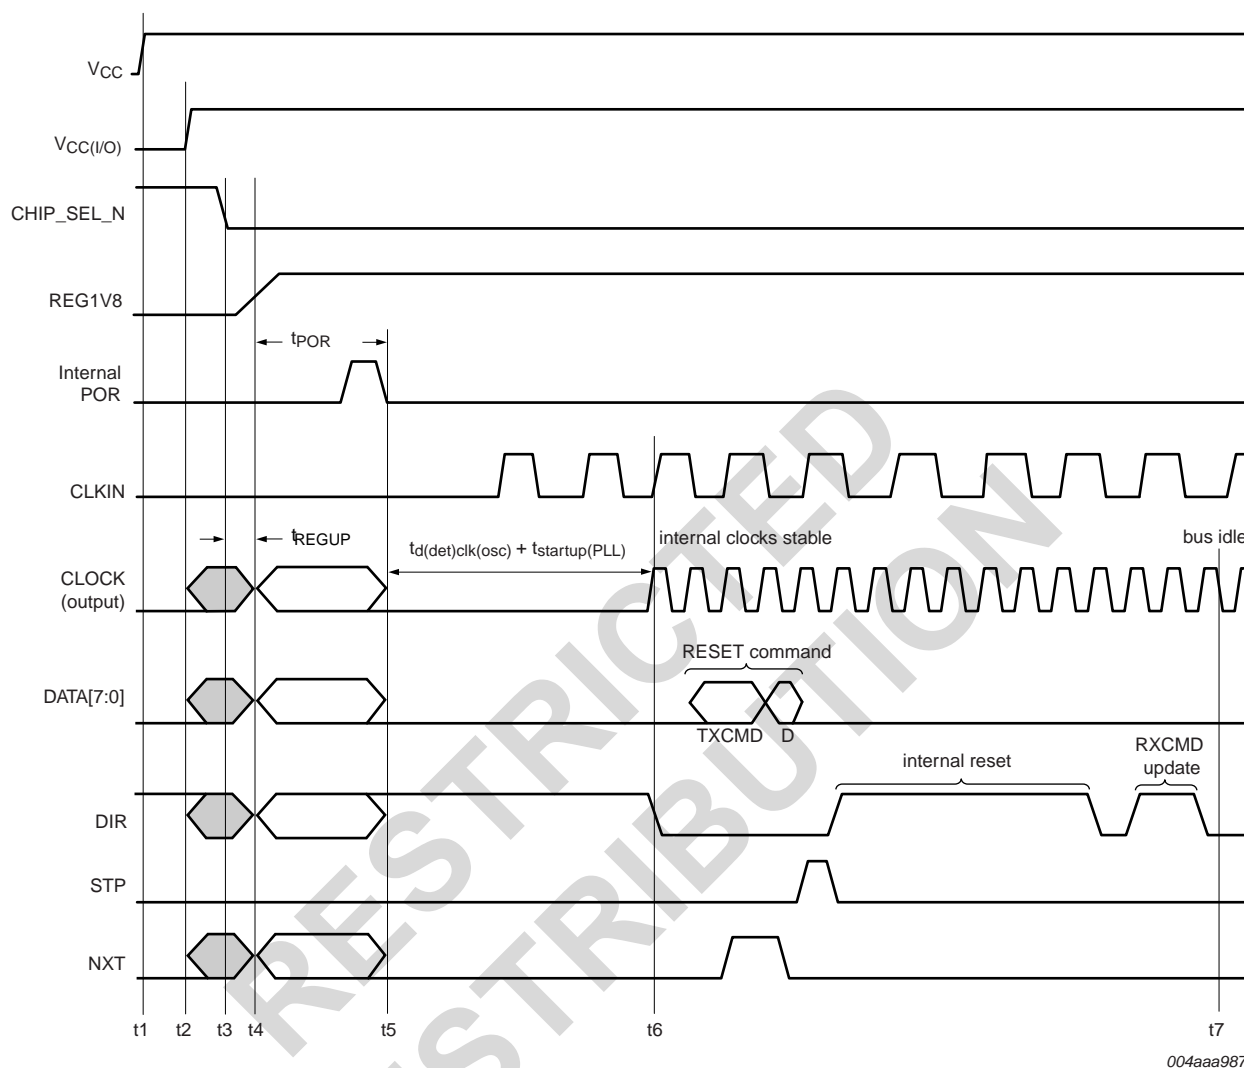 VCC
VCC(I/O)
CHIP_SEL_N
REG1V8
tPOR
Internal
POR
CLKIN
tREGUP
td(det)clk(osc) + tstartup(PLL)
internal clocks stable
bus idle
CLOCK
(output)
RESET command
DATA[7:0]
TXCMD D
RXCMD
update
internal reset
DIR
STP
NXT
t1 t2 t3 t4 t5 t6 t7
004aaa987
RESTRICTED
DISTRIBUTION